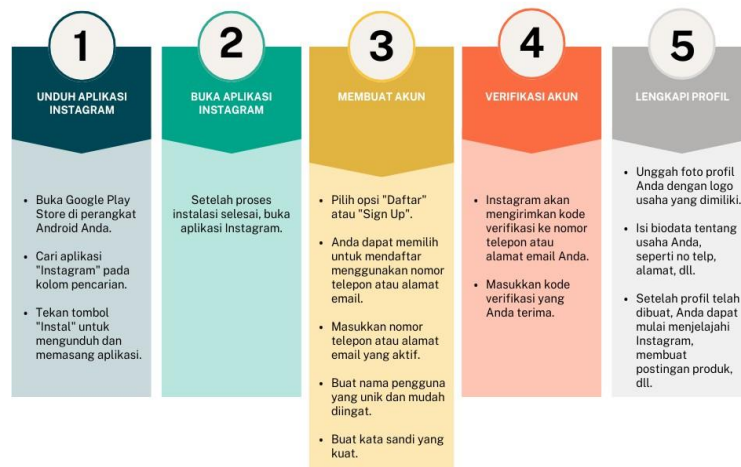 1
UNDUH APLIKASI
INSTAGRAM
• Buka Google Play
Store di perangkat
Android Anda.
• Cari aplikasi
"Instagram" pada
kolom pencarian.
• Tekan tombol
"Instal" untuk
mengunduh dan
memasang aplikasi.
2
BUKA APLIKASI
INSTAGRAM
Setelah proses
instalasi selesai, buka
aplikasi Instagram.
3
MEMBUAT AKUN
• Pilih opsi "Daftar"
atau "Sign Up".
• Anda dapat memilih
untuk mendaftar
menggunakan nomor
telepon atau alamat
email.
• Masukkan nomor
telepon atau alamat
email yang aktif.
• Buat nama pengguna
yang unik dan mudah
diingat.
• Buat kata sandi yang
kuat.
4
VERIFIKASI AKUN
• Instagram akan
mengirimkan kode
verifikasi ke nomor
telepon atau
alamat email Anda.
• Masukkan kode
verifikasi yang
Anda terima.
5
LENGKAPI PROFIL
• Unggah foto profil
Anda dengan logo
usaha yang dimiliki.
• Isi biodata tentang
usaha Anda,
seperti no telp,
alamat, dll.
• Setelah profil telah
dibuat, Anda dapat
mulai menjelajahi
Instagram,
membuat
postingan produk,
dll.